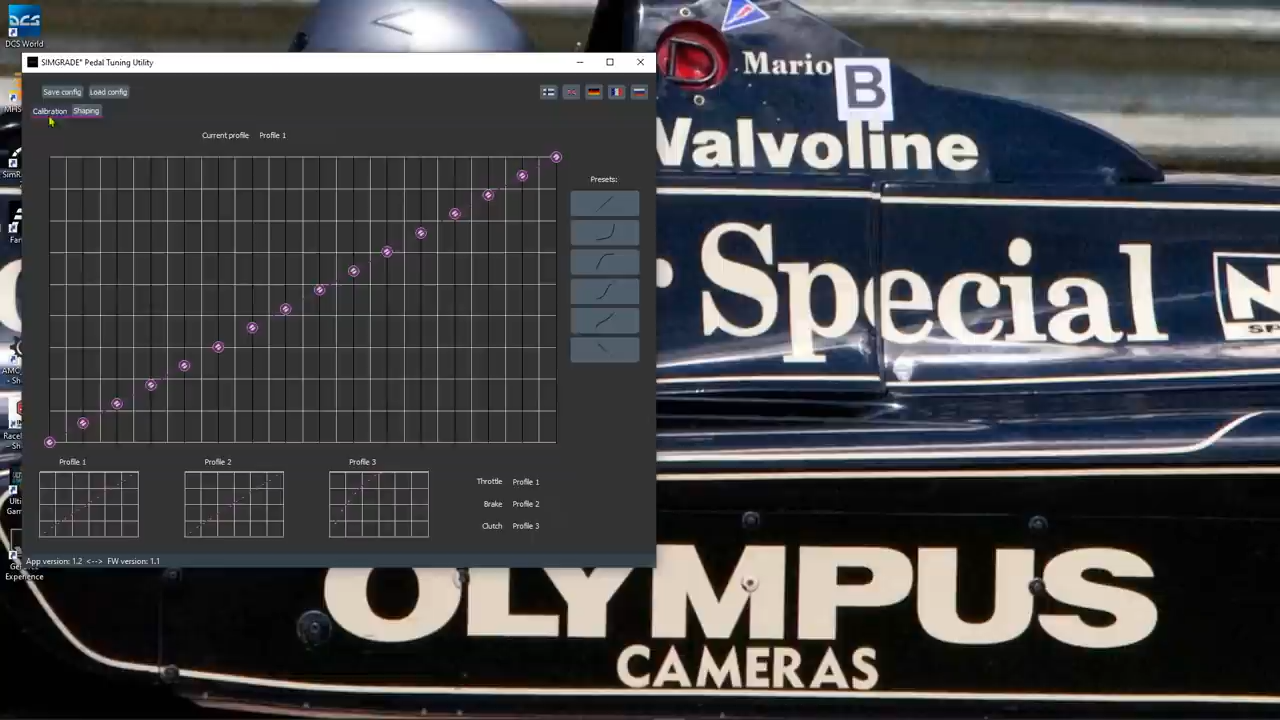 DCS World
SIMGRADE® Pedal Tuning Utility
Mario
B
Save config
Load config
Calibration
Shaping
Valvoline
Current profile
Profile 1
Presets:
Special
Profile 1
Profile 2
Profile 3
Throttle
Profile 1
Brake
Profile 2
Clutch
Profile 3
App version: 1.2 <--> FW version: 1.1
Experience
OLYMPUS
CAMERAS